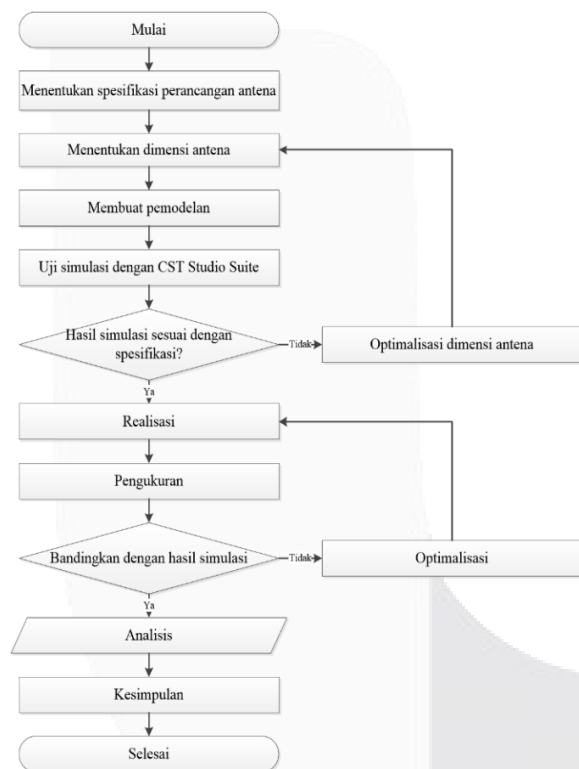 Mulai
Menentukan spesifikasi perancangan antena
Menentukan dimensi antena
Membuat pemodelan
Uji simulasi dengan CST Studio Suite
Hasil simulasi sesuai dengan
spesifikasi?
Tidak
Optimalisasi dimensi antena
Ya
Realisasi
Pengukuran
Bandingkan dengan hasil simulasi
Tidak
Optimalisasi
Ya
Analisis
Kesimpulan
Selesai